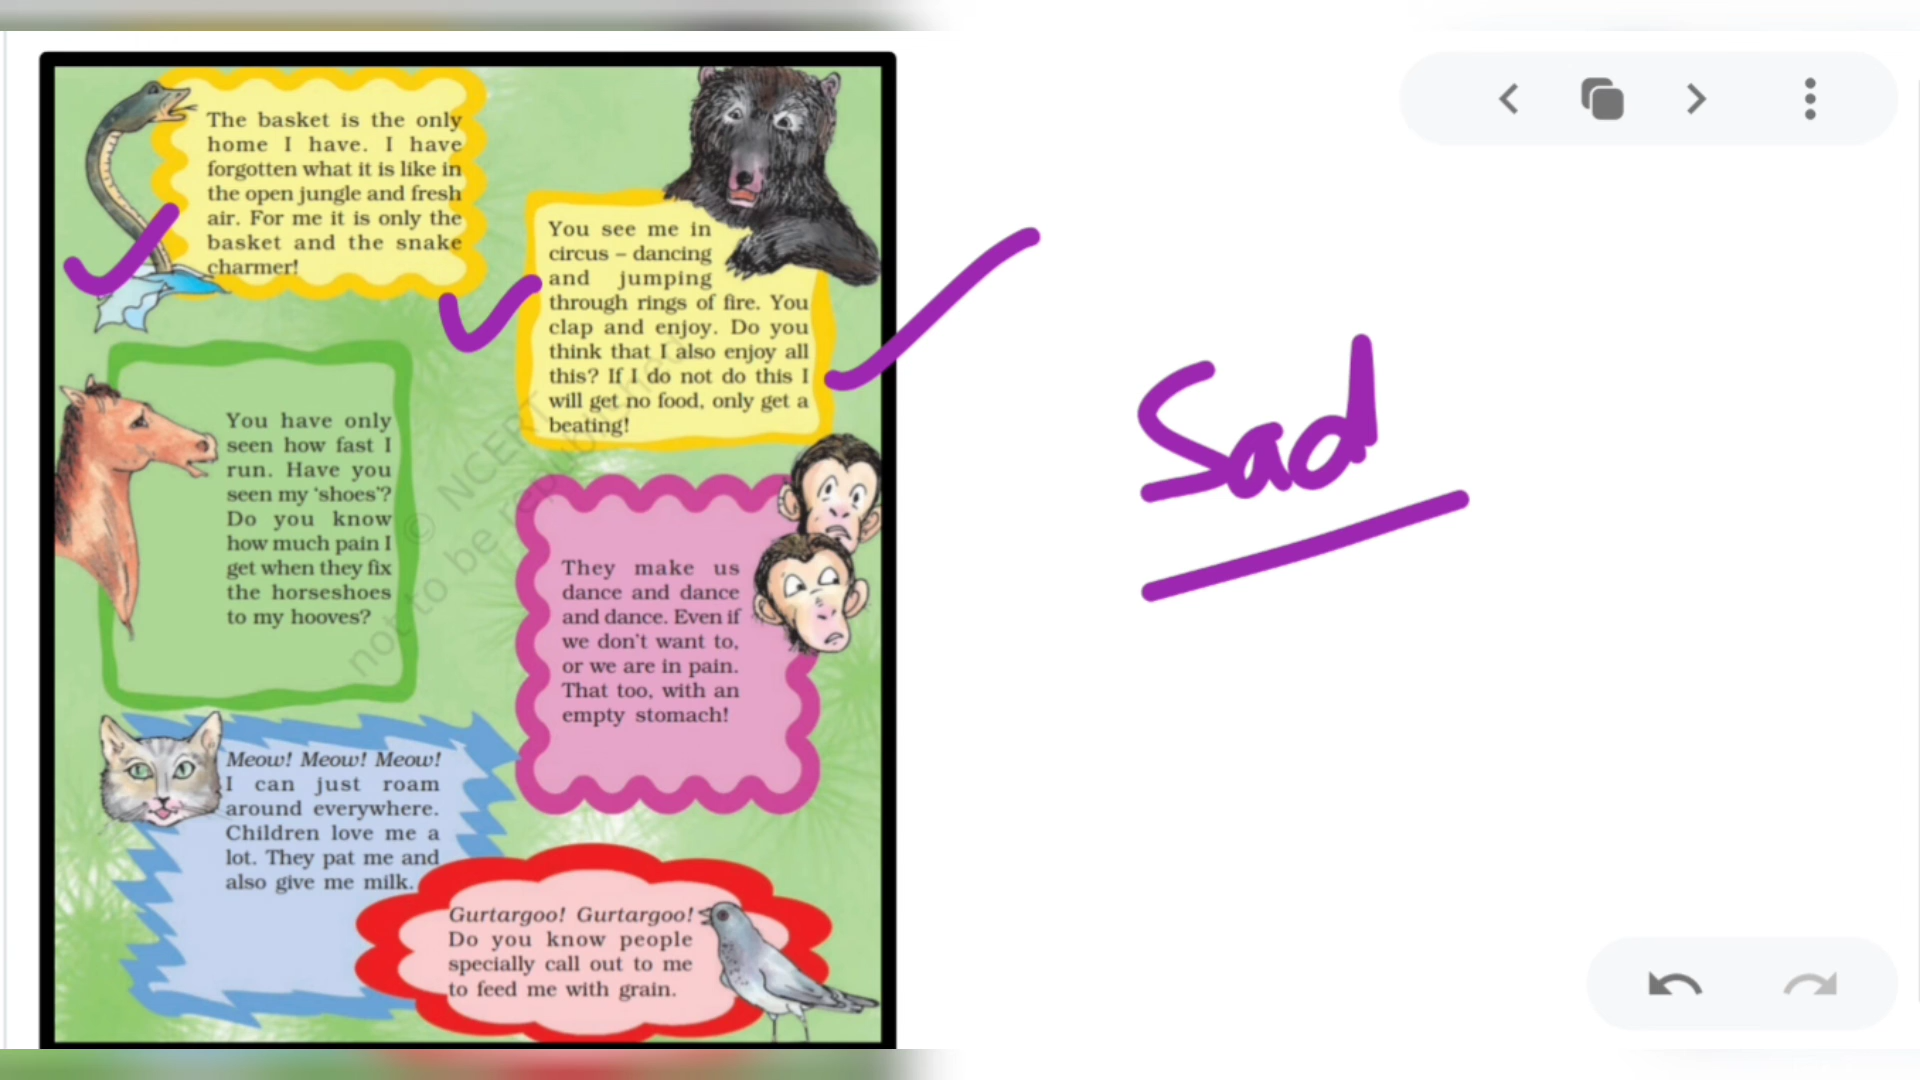 The basket is the only
home I have. I have
forgotten what it is like in
the open jungle and fresh
air. For me it is only the
basket and the snake
charmer!
You see me in
circus – dancing
and jumping
through rings of fire. You
clap and enjoy. Do you
think that I also enjoy all
this? If I do not do this I
will get no food, only get a
beating!
You have only
seen how fast I
run. Have you
seen my ‘shoes’?
Do you know
how much pain I
get when they fix
the horseshoes
to my hooves?
They make us
dance and dance
and dance. Even if
we don’t want to,
or we are in pain.
That too, with an
empty stomach!
Meow! Meow! Meow!
I can just roam
around everywhere.
Children love me a
lot. They pat me and
also give me milk.
Gurtargoo! Gurtargoo!
Do you know people
specially call out to me
to feed me with grain.
© NCERT
not to be republished
Sad